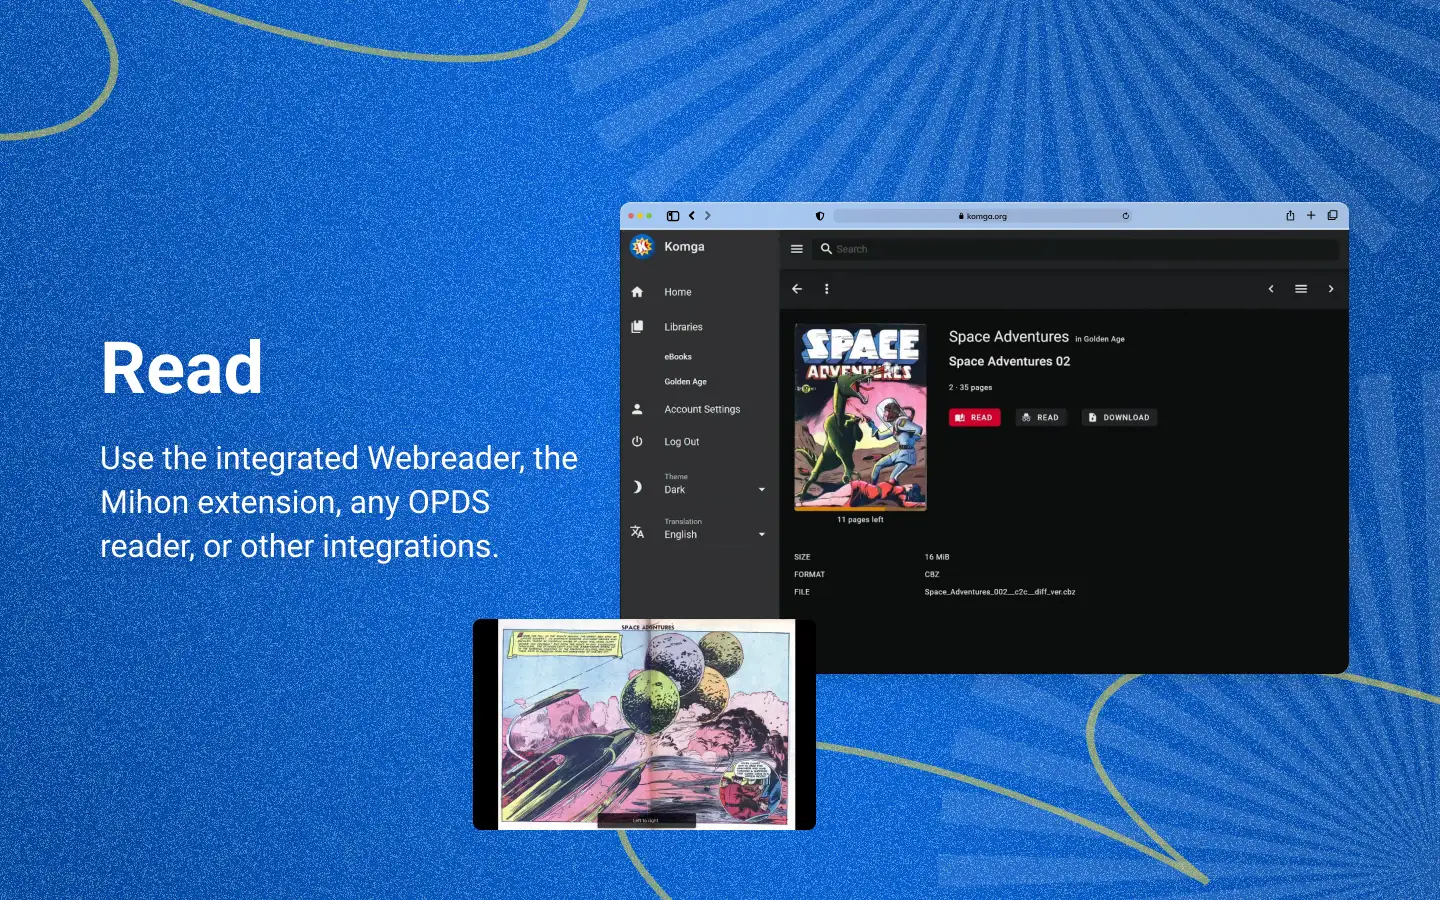 Read
Use the integrated Webreader, the
Mihon extension, any OPDS
reader, or other integrations.
komga.org
Komga
Search
Home
Libraries
eBooks
Golden Age
Account Settings
Log Out
Theme
Dark
Translation
English
SPACE
ADVENTURES
11 pages left
Space Adventures in Golden Age
Space Adventures 02
2 · 35 pages
READ
READ
DOWNLOAD
SIZE 16 MiB
FORMAT CBZ
FILE Space_Adventures_002__c2c__diff_ver.cbz
SPACE ADVENTURES
Left to right